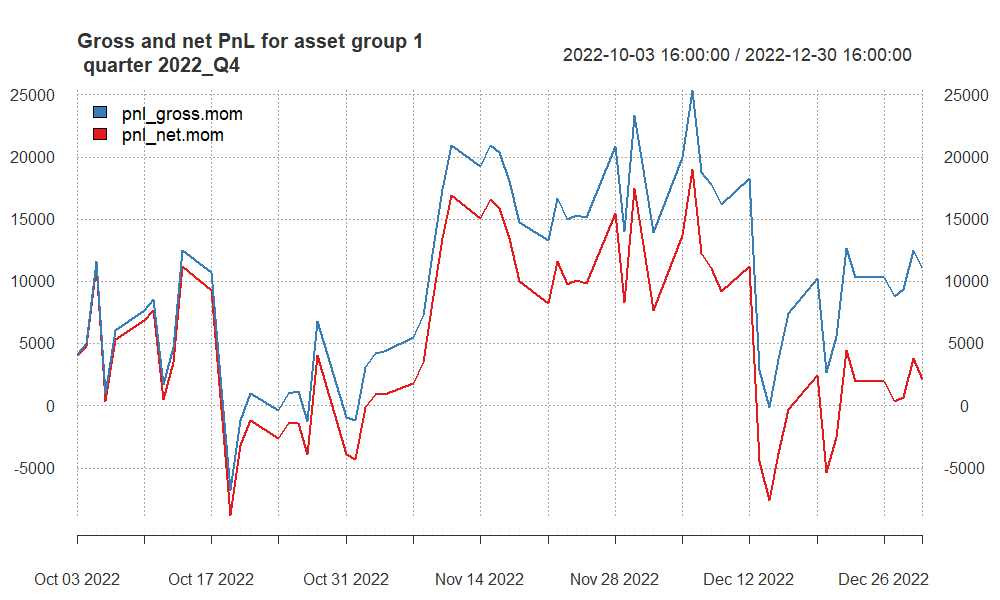 Gross and net PnL for asset group 1
quarter 2022_Q4
2022-10-03 16:00:00 / 2022-12-30 16:00:00
pnl_gross.mom
pnl_net.mom
25000
20000
15000
10000
5000
0
-5000
25000
20000
15000
10000
5000
0
-5000
Oct 03 2022
Oct 17 2022
Oct 31 2022
Nov 14 2022
Nov 28 2022
Dec 12 2022
Dec 26 2022